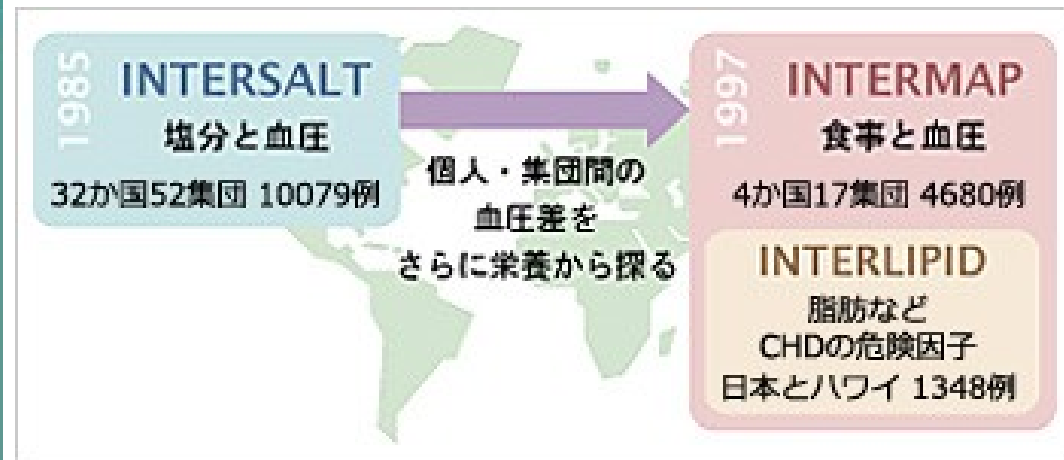 1985
INTERSALT
塩分と血圧
32か国52集団 10079例
個人・集団間の
血圧差を
さらに栄養から探る
1997
INTERMAP
食事と血圧
4か国17集団 4680例
INTERLIPID
脂肪など
CHDの危険因子
日本とハワイ 1348例